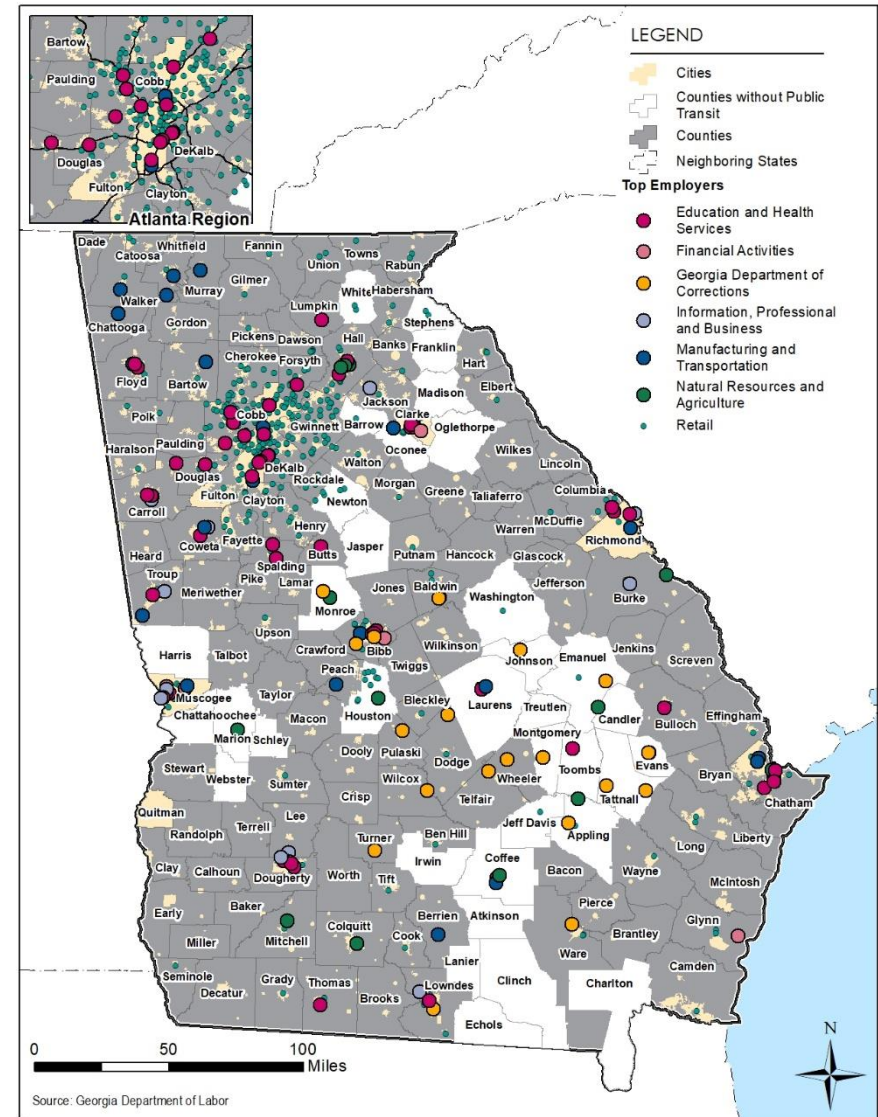 Bartow
Paulding
Cobb
DeKalb
Douglas
Fulton
Clayton
Atlanta Region
LEGEND
Cities
Counties without Public
Transit
Counties
Neighboring States
Top Employers
Education and Health
Services
Financial Activities
Georgia Department of
Corrections
Information, Professional
and Business
Manufacturing and
Transportation
Natural Resources and
Agriculture
Retail
Dade
Catoosa
Whitfield
Fannin
Union
Towns
Rabun
Walker
Murray
Gilmer
White
Habersham
Lumpkin
Stephens
Chattooga
Gordon
Pickens
Dawson
Hall
Banks
Franklin
Hart
Floyd
Bartow
Cherokee
Forsyth
Jackson
Madison
Elbert
Polk
Cobb
Gwinnett
Barrow
Clarke
Oglethorpe
Haralson
Paulding
Oconee
Wilkes
Lincoln
Douglas
DeKalb
Rockdale
Walton
Morgan
Greene
Taliaferro
Columbia
McDuffie
Fulton
Clayton
Newton
Warren
Richmond
Carroll
Henry
Heard
Coweta
Fayette
Spalding
Butts
Jasper
Putnam
Hancock
Glascock
Troup
Meriwether
Pike
Lamar
Monroe
Jones
Baldwin
Washington
Jefferson
Burke
Upson
Harris
Talbot
Crawford
Bibb
Wilkinson
Johnson
Emanuel
Jenkins
Screven
Peach
Twiggs
Muscogee
Taylor
Macon
Houston
Bleckley
Laurens
Treutlen
Candler
Bulloch
Effingham
Chattahoochee
Marion
Schley
Montgomery
Stewart
Webster
Sumter
Dooly
Pulaski
Dodge
Wheeler
Toombs
Evans
Bryan
Chatham
Quitman
Crisp
Wilcox
Telfair
Tattnall
Randolph
Terrell
Lee
Turner
Ben Hill
Jeff Davis
Appling
Long
Liberty
Clay
Calhoun
Dougherty
Worth
Tift
Irwin
Coffee
Bacon
Wayne
McIntosh
Early
Baker
Pierce
Mitchell
Colquitt
Cook
Berrien
Atkinson
Ware
Brantley
Glynn
Miller
Lanier
Camden
Seminole
Decatur
Grady
Thomas
Brooks
Lowndes
Clinch
Charlton
Echols
0
50
100
Miles
N
Source: Georgia Department of Labor